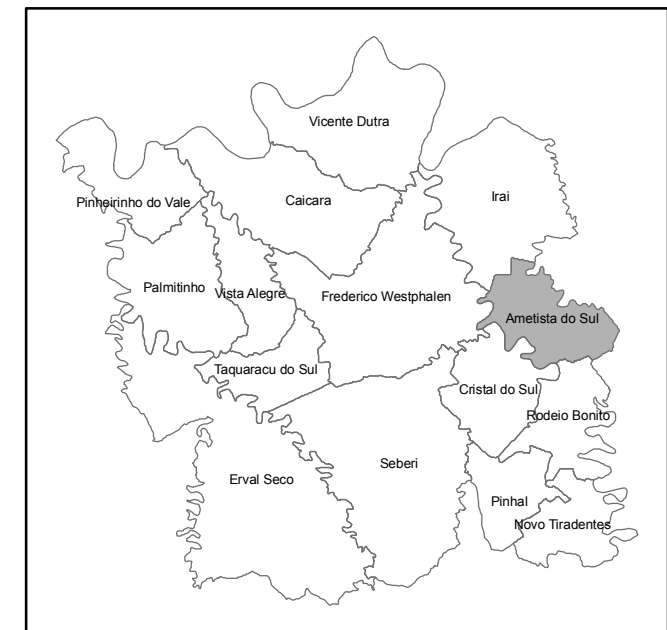 Vicente Dutra
Pinheirinho do Vale
Caicara
Irai
Palmitinho
Vista Alegre
Frederico Westphalen
Ametista do Sul
Taquaracu do Sul
Cristal do Sul
Rodeio Bonito
Erval Seco
Seberi
Pinhal
Novo Tiradentes